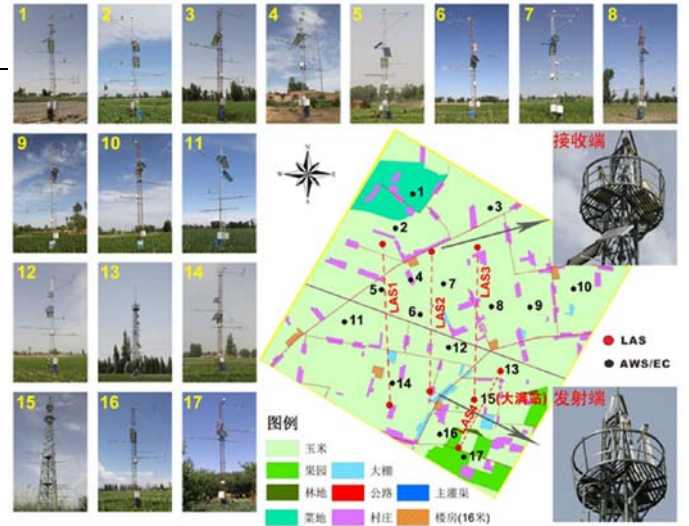 1
2
3
4
5
6
7
8
9
10
11
12
13
14
15
16
17
N
W
E
S
接收端
发射端
1
2
3
4
5
6
7
8
9
10
11
12
13
14
15(大满站)
16
17
LAS1
LAS2
LAS3
LAS4
LAS
AWS/EC
图例
玉米
果园
大棚
林地
公路
主灌渠
菜地
村庄
楼房(16米)